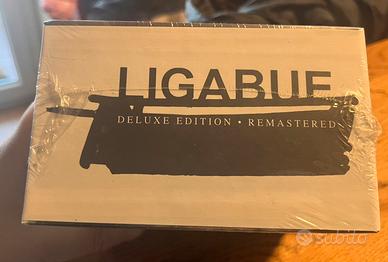 LIGABUE
DELUXE EDITION • REMASTERED
subito